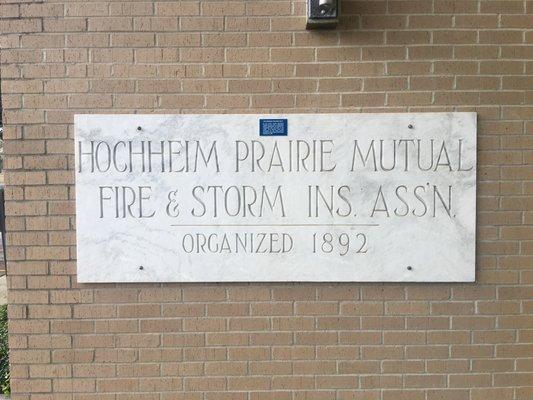 HOCHHEIM PRAIRIE MUTUAL
FIRE & STORM INS. ASS'N.
ORGANIZED 1892